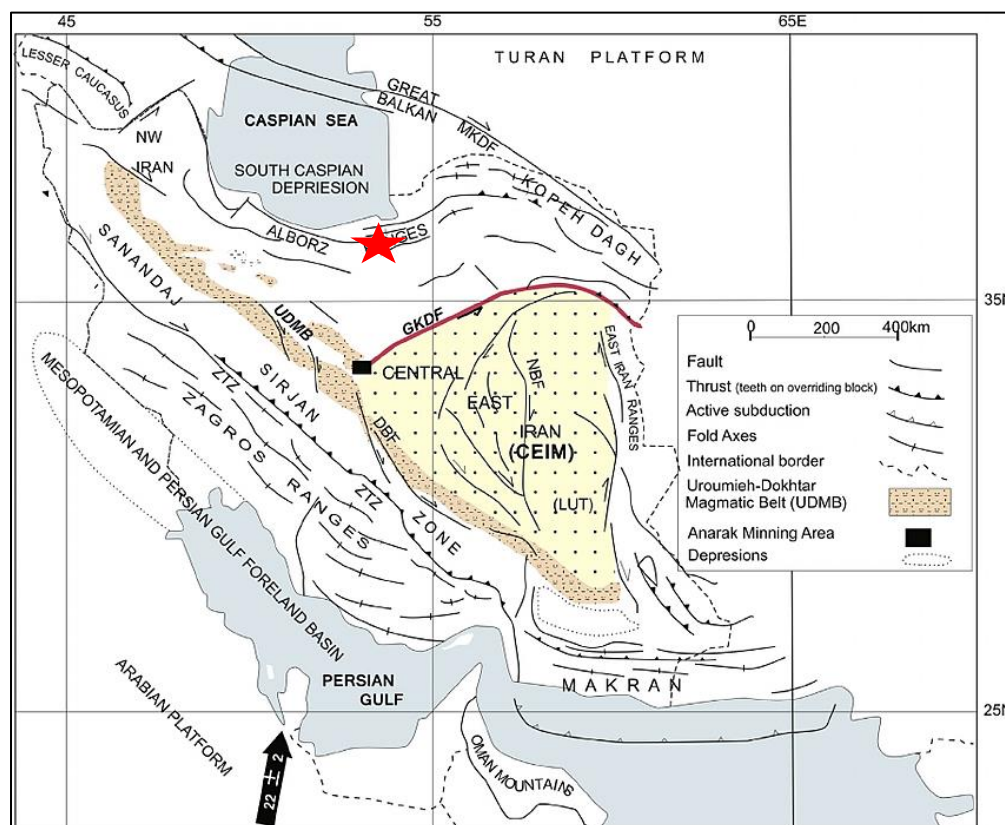 45
55
65E
TURAN PLATFORM
LESSER CAUCASUS
GREAT
BALKAN
MKDF
CASPIAN SEA
NW
IRAN
SOUTH CASPIAN
DEPRIESION
KOPEH DAGH
ALBORZ
35N
SANANDAJ
SIRJAN
ZONE
UDMB
GKDF
CENTRAL
EAST
IRAN
(CEIM)
(LUT)
NBF
DBF
EAST IRAN
RANGES
ZTZ
ZTZ
ZAGROS
RANGES
MESOPOTAMIAN AND PERSIAN GULF FORELAND BASIN
PERSIAN
GULF
ARABIAN PLATFORM
MAKRAN
25N
OMAN MOUNTAINS
22 ± 2
0 200 400km
Fault
Thrust (teeth on overriding block)
Active subduction
Fold Axes
International border
Uroumieh-Dokhtar
Magmatic Belt (UDMB)
Anarak Minning Area
Depresions